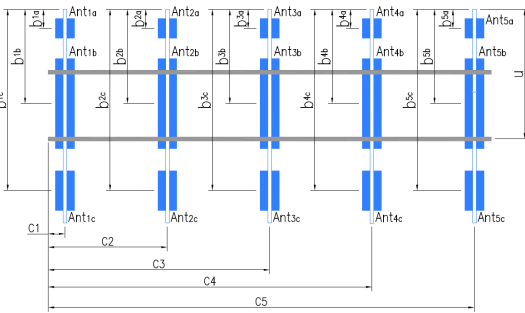 Ant1a Ant2a Ant3a Ant4a Ant5a
b1a b2a b3a b4a b5a
Ant1b Ant2b Ant3b Ant4b Ant5b
b1b b2b b3b b4b b5b
u
b1c b2c b3c b4c b5c
Ant1c Ant2c Ant3c Ant4c Ant5c
C1
C2
C3
C4
C5